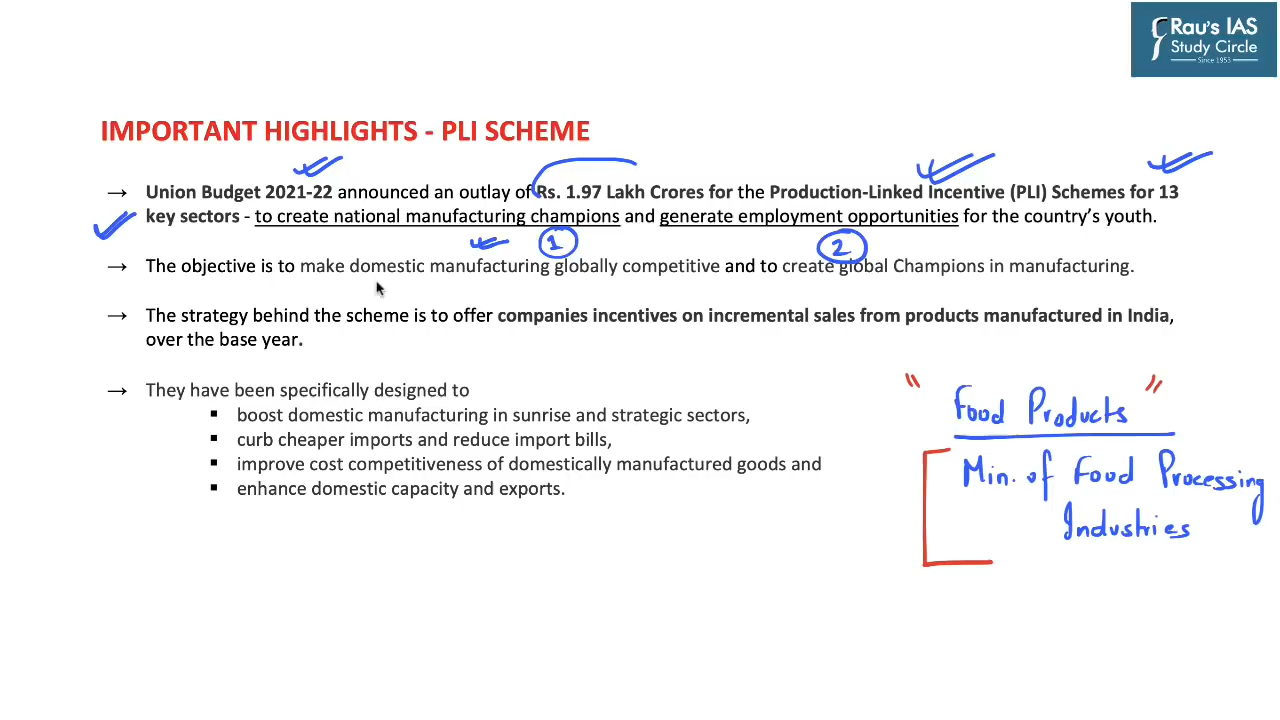 Rau's IAS
Study Circle
Since 1953
IMPORTANT HIGHLIGHTS - PLI SCHEME
→ Union Budget 2021-22 announced an outlay of Rs. 1.97 Lakh Crores for the Production-Linked Incentive (PLI) Schemes for 13
key sectors - to create national manufacturing champions and generate employment opportunities for the country's youth.
1 2
→ The objective is to make domestic manufacturing globally competitive and to create global Champions in manufacturing.
→ The strategy behind the scheme is to offer companies incentives on incremental sales from products manufactured in India,
over the base year.
→ They have been specifically designed to
▪ boost domestic manufacturing in sunrise and strategic sectors,
▪ curb cheaper imports and reduce import bills,
▪ improve cost competitiveness of domestically manufactured goods and
▪ enhance domestic capacity and exports.
" Food Products "
Min. of Food Processing
Industries